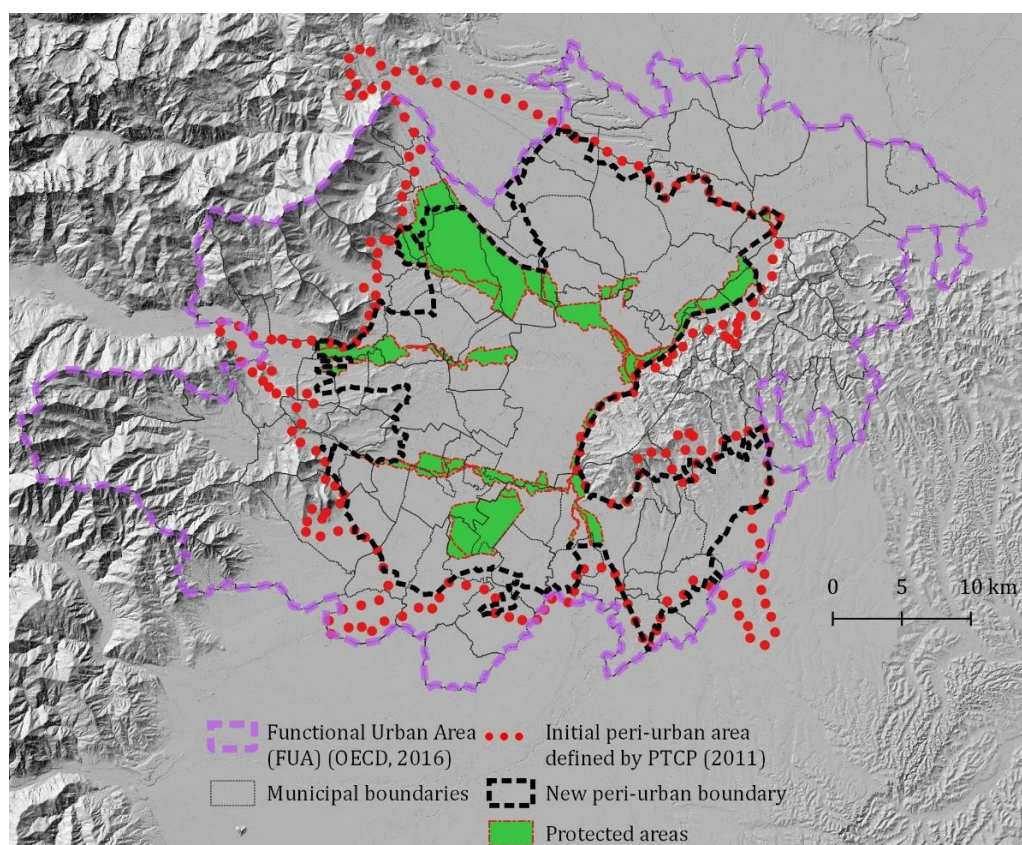 0 5 10 km
Functional Urban Area
(FUA) (OECD, 2016)
Municipal boundaries
Initial peri-urban area
defined by PTCP (2011)
New peri-urban boundary
Protected areas